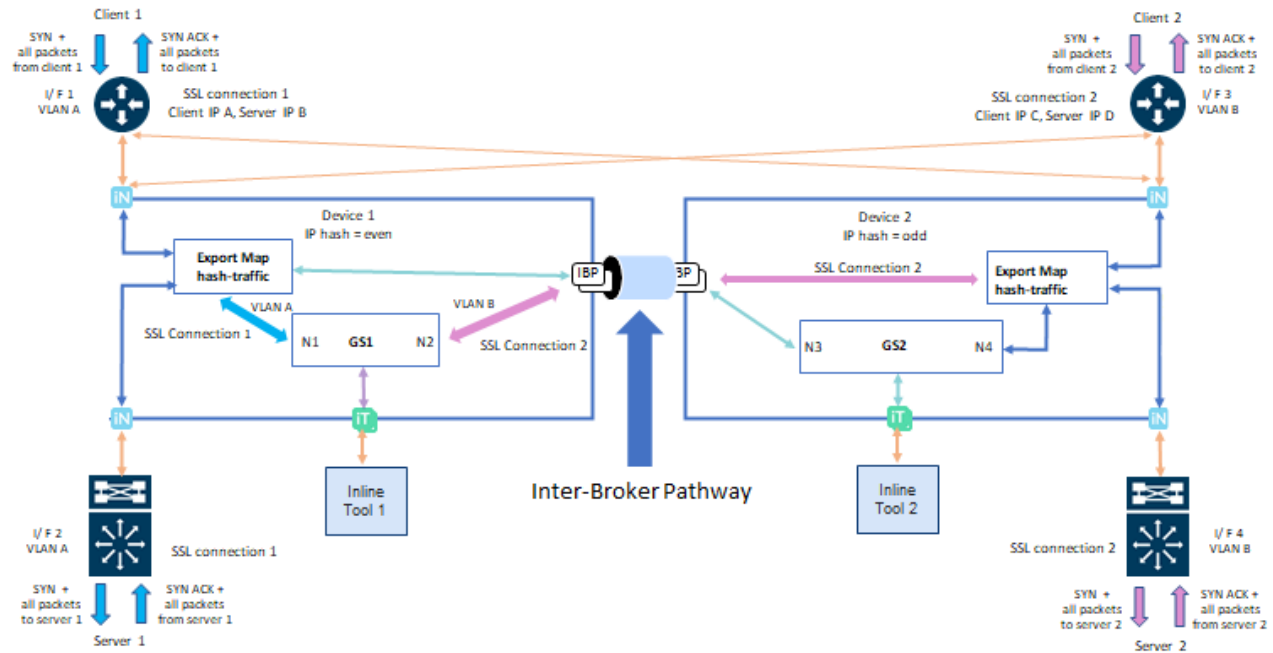 Client 1
SYN +
all packets
from client 1
SYN ACK +
all packets
to client 1
I/ F 1
VLAN A
SSL connection 1
Client IP A, Server IP B
Client 2
SYN +
all packets
from client 2
SYN ACK +
all packets
to client 2
SSL connection 2
Client IP C, Server IP D
I/ F 3
VLAN B
iN
iN
Device 1
IP hash = even
Export Map
hash-traffic
VLAN A
SSL Connection 1
N1
GS1
N2
VLAN B
SSL Connection 2
IBP
BP
Device 2
IP hash = odd
SSL Connection 2
Export Map
hash-traffic
N3
GS2
N4
iN
iT
iT
iN
Inline
Tool 1
Inter-Broker Pathway
Inline
Tool 2
I/ F 2
VLAN A
SSL connection 1
SYN +
all packets
to server 1
SYN ACK +
all packets
from server 1
Server 1
SSL connection 2
I/ F 4
VLAN B
SYN +
all packets
to server 2
SYN ACK +
all packets
from server 2
Server 2